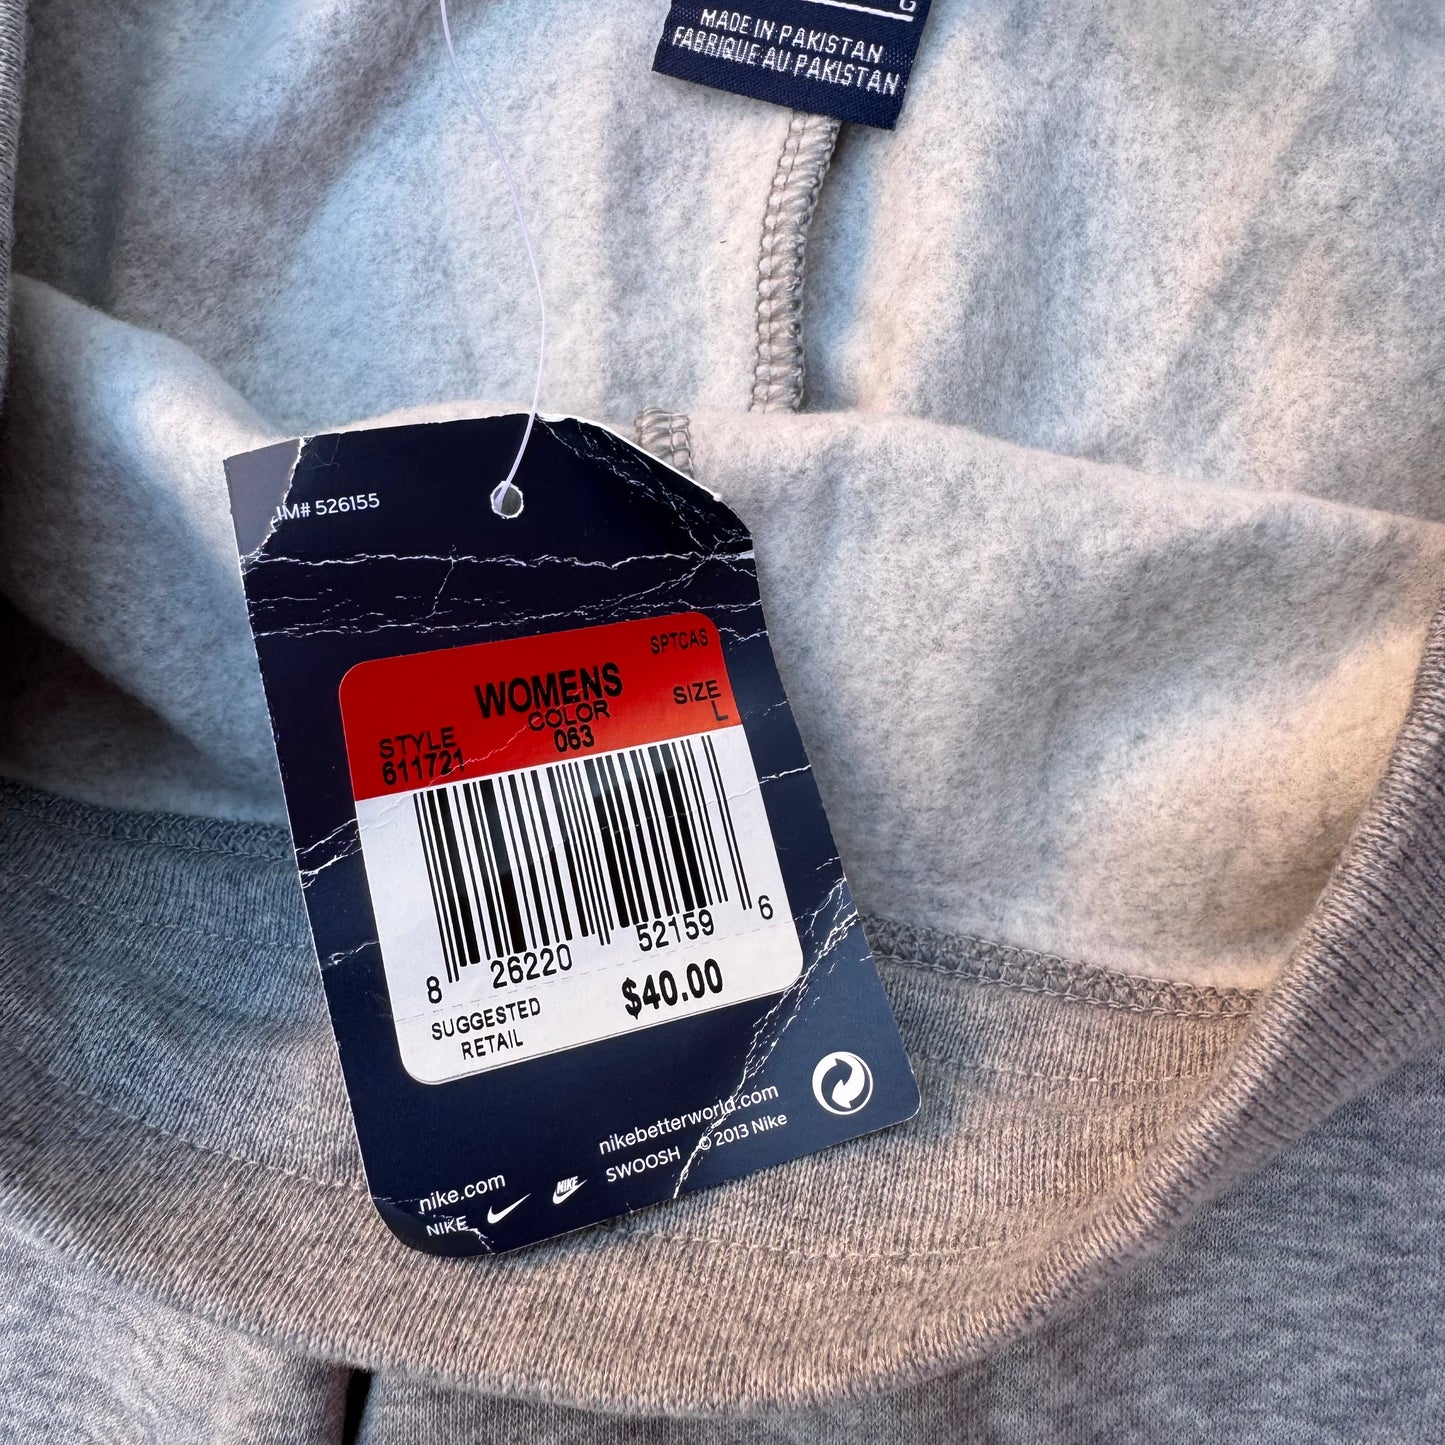 G
MADE IN PAKISTAN
FABRIQUE AU PAKISTAN
IM# 526155
SPTCAS
WOMENS
SIZE
L
COLOR
063
STYLE
611721
8 26220 52159 6
SUGGESTED
RETAIL
$40.00
nikebetterworld.com
SWOOSH © 2013 Nike
nike.com
NIKE
NIKE